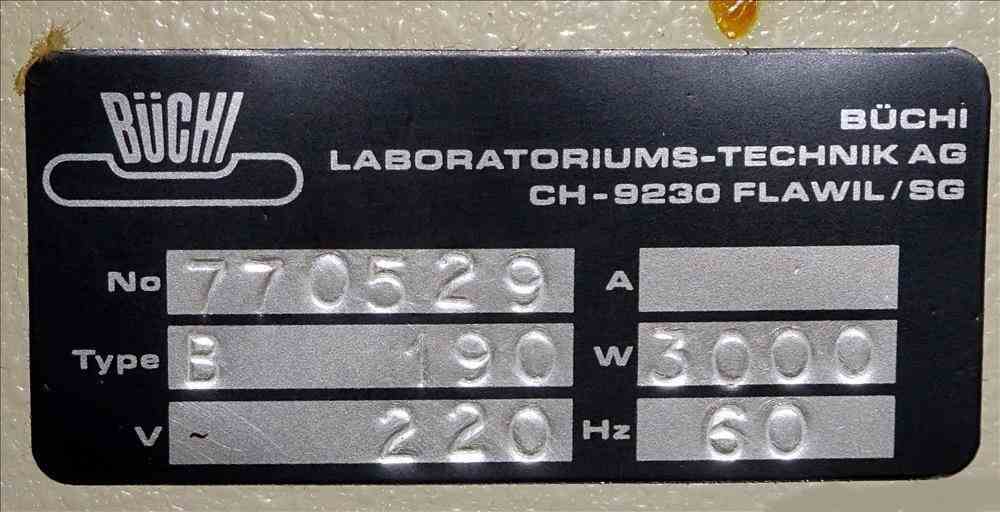 BÜCHI
BÜCHI
LABORATORIUMS-TECHNIK AG
CH-9230 FLAWIL/SG
No 770529 A
Type B 190 W 3000
V ~ 220 Hz 60